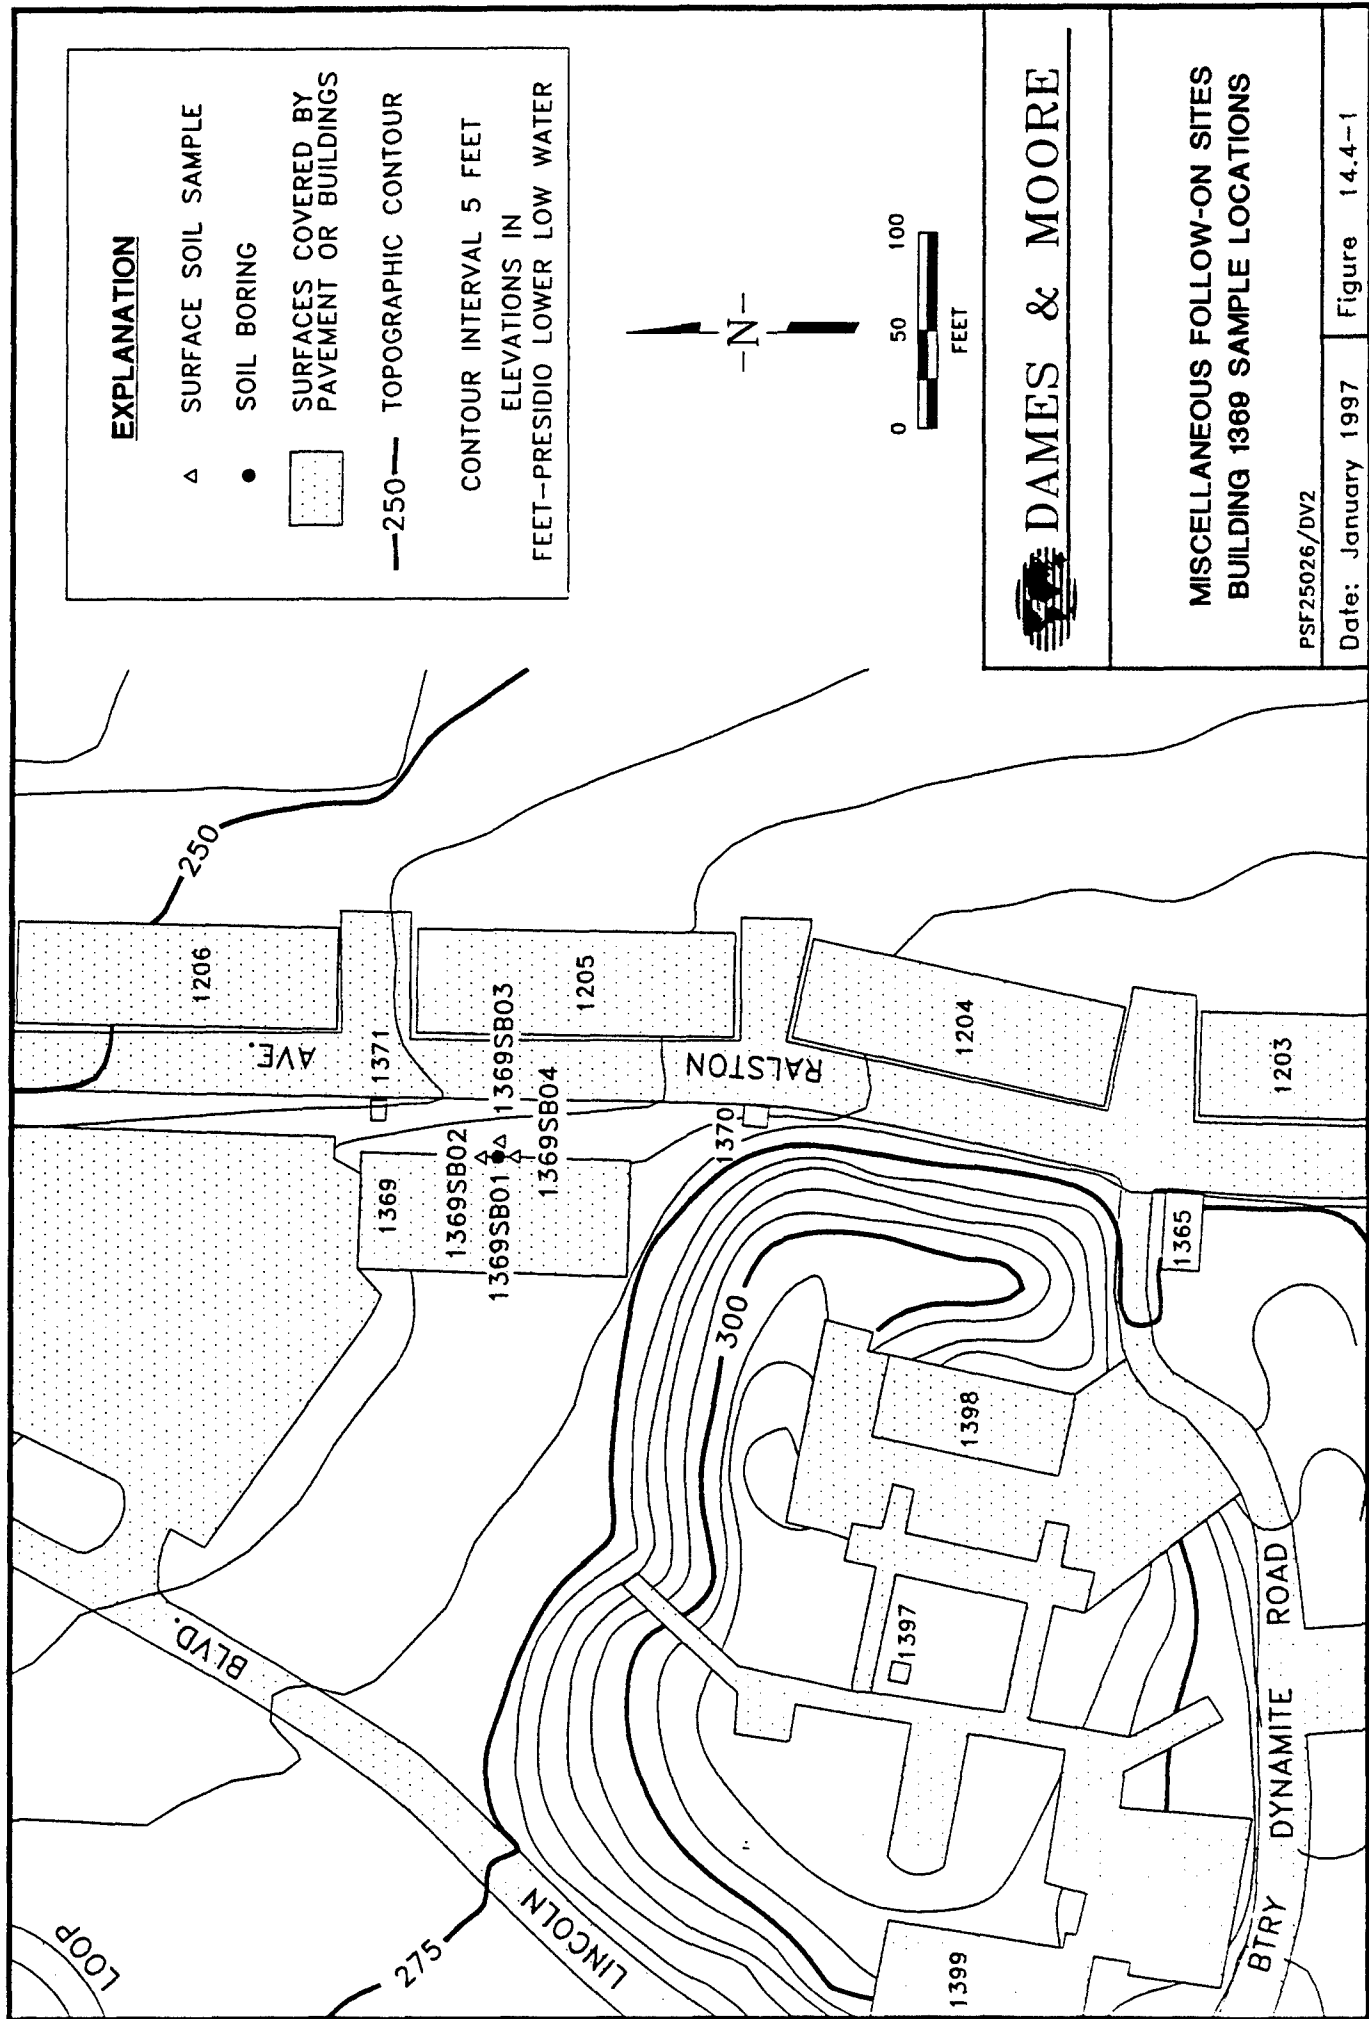 LOOP
BLVD.
LINCOLN
275
250
300
1206
AVE.
1371
1369
1369SB02
1369SB01
1369SB03
1369SB04
1205
RALSTON
1370
1204
1203
1365
1398
1397
1399
BTRY DYNAMITE ROAD
EXPLANATION
SURFACE SOIL SAMPLE
SOIL BORING
SURFACES COVERED BY
PAVEMENT OR BUILDINGS
250 TOPOGRAPHIC CONTOUR
CONTOUR INTERVAL 5 FEET
ELEVATIONS IN
FEET-PRESIDIO LOWER LOW WATER
-N-
0 50 100
FEET
DAMES & MOORE
MISCELLANEOUS FOLLOW-ON SITES
BUILDING 1369 SAMPLE LOCATIONS
PSF25026/DV2
Date: January 1997 Figure 14.4-1